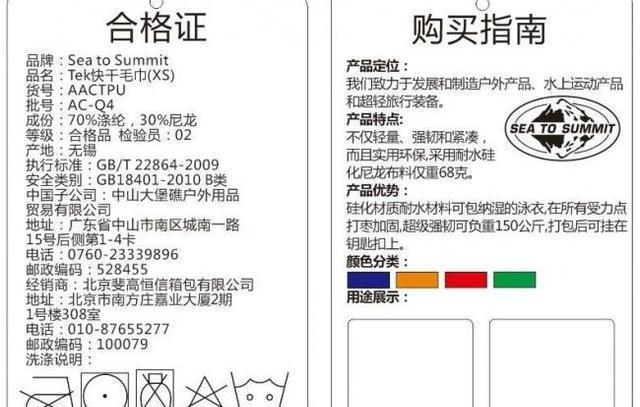 合格证
品牌：Sea to Summit
品名：Tek快干毛巾(XS)
货号：AACTPU
批号：AC-Q4
成份：70%涤纶，30%尼龙
等级：合格品 检验员：02
产地：无锡
执行标准：GB/T 22864-2009
安全类别：GB18401-2010 B类
中国子公司：中山大堡礁户外用品
贸易有限公司
地址：广东省中山市南区城南一路
15号后侧第1-4卡
电话：0760-23339896
邮政编码：528455
经销商：北京斐高恒信箱包有限公司
地址：北京市南方庄嘉业大厦2期
1号楼308室
电话：010-87655277
邮政编码：100079
洗涤说明：
购买指南
产品定位：
我们致力于发展和制造户外产品、水上运动产品
和超轻旅行装备。
产品特点：
不仅轻量、强韧和紧凑，
而且实用环保,采用耐水硅
化尼龙布料仅重68克。
SEA TO SUMMIT
产品优势：
硅化材质耐水材料可包纳湿的泳衣,在所有受力点
打枣加固,超级强韧可负重150公斤,打包后可挂在
钥匙扣上。
颜色分类：
用途展示：